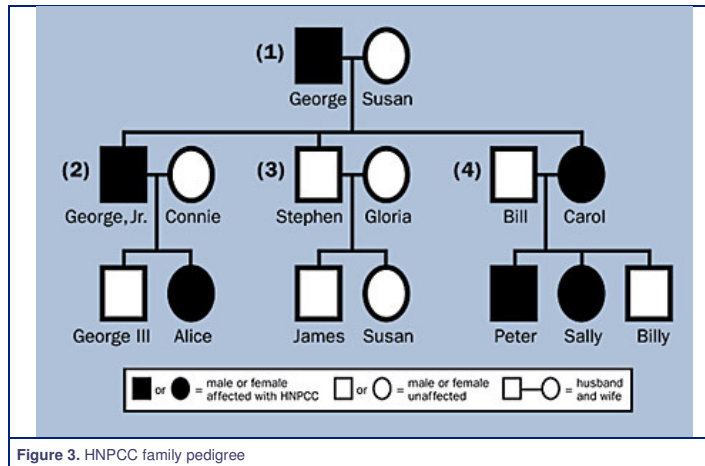 (1)
George Susan
(2) (3) (4)
George, Jr. Connie Stephen Gloria Bill Carol
George III Alice James Susan Peter Sally Billy
or = male or female affected with HNPCC or = male or female unaffected = husband and wife
Figure 3. HNPCC family pedigree